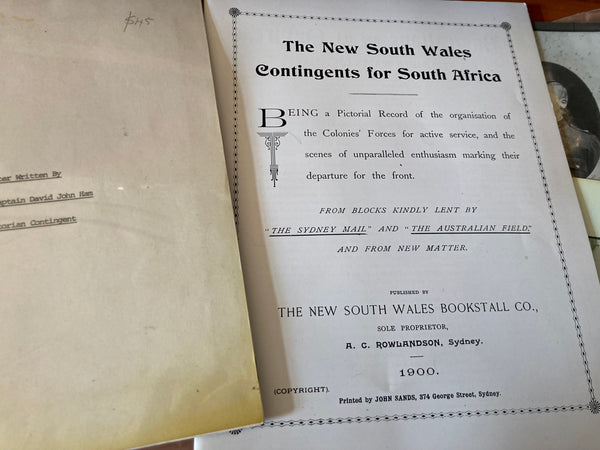 $45
ter Written By
ptain David John Ham
torian Contingent
The New South Wales
Contingents for South Africa
BEING a Pictorial Record of the organisation of
the Colonies' Forces for active service, and the
scenes of unparalleled enthusiasm marking their
departure for the front.
FROM BLOCKS KINDLY LENT BY
"THE SYDNEY MAIL" AND "THE AUSTRALIAN FIELD,"
AND FROM NEW MATTER.
PUBLISHED BY
THE NEW SOUTH WALES BOOKSTALL CO.,
SOLE PROPRIETOR,
A. C. ROWLANDSON, Sydney.
1900.
(COPYRIGHT).
Printed by JOHN SANDS, 374 George Street, Sydney.